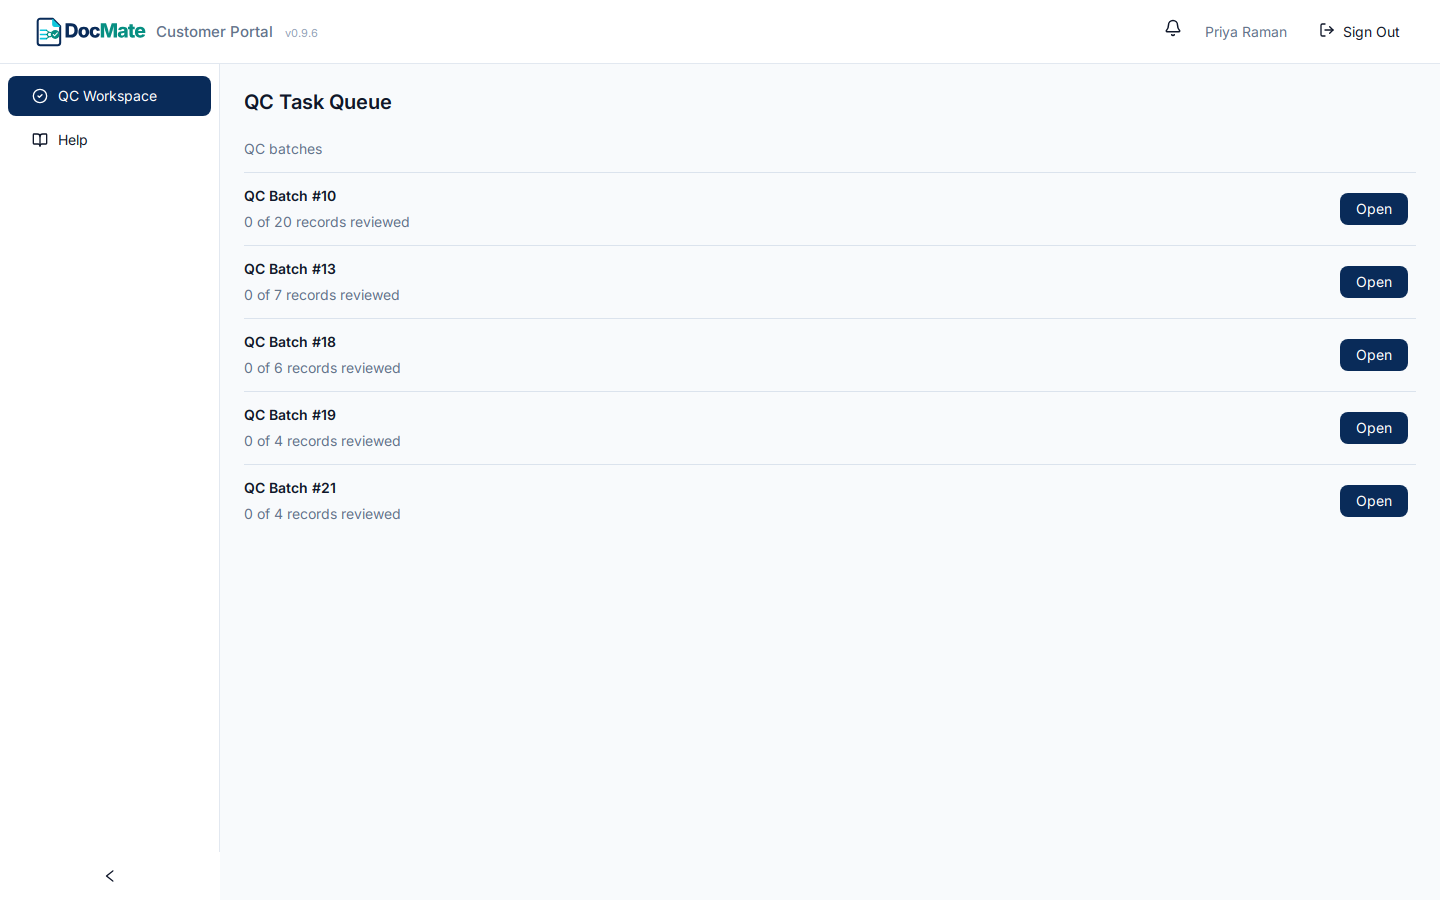 DocMate Customer Portal v0.9.6
Priya Raman
Sign Out
QC Workspace
Help
QC Task Queue
QC batches
QC Batch #10
0 of 20 records reviewed
Open
QC Batch #13
0 of 7 records reviewed
Open
QC Batch #18
0 of 6 records reviewed
Open
QC Batch #19
0 of 4 records reviewed
Open
QC Batch #21
0 of 4 records reviewed
Open